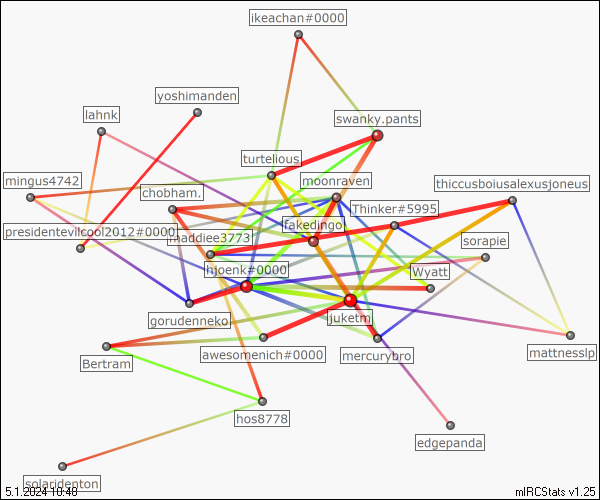 ikeachan#0000
yoshimanden
lahnk
swanky.pants
turtelious
mingus4742
chobham.
moonraven
thiccusboiusalexusjoneus
Thinker#5995
fakedingo
presidentevilcool2012#0000
maddiee3773
sorapie
hjoenk#0000
Wyatt
gorudenneko
juketm
awesomenich#0000
mercurybro
mattnesslp
Bertram
hos8778
edgepanda
solaridenton
5.1.2024 10:48
mIRCStats v1.25